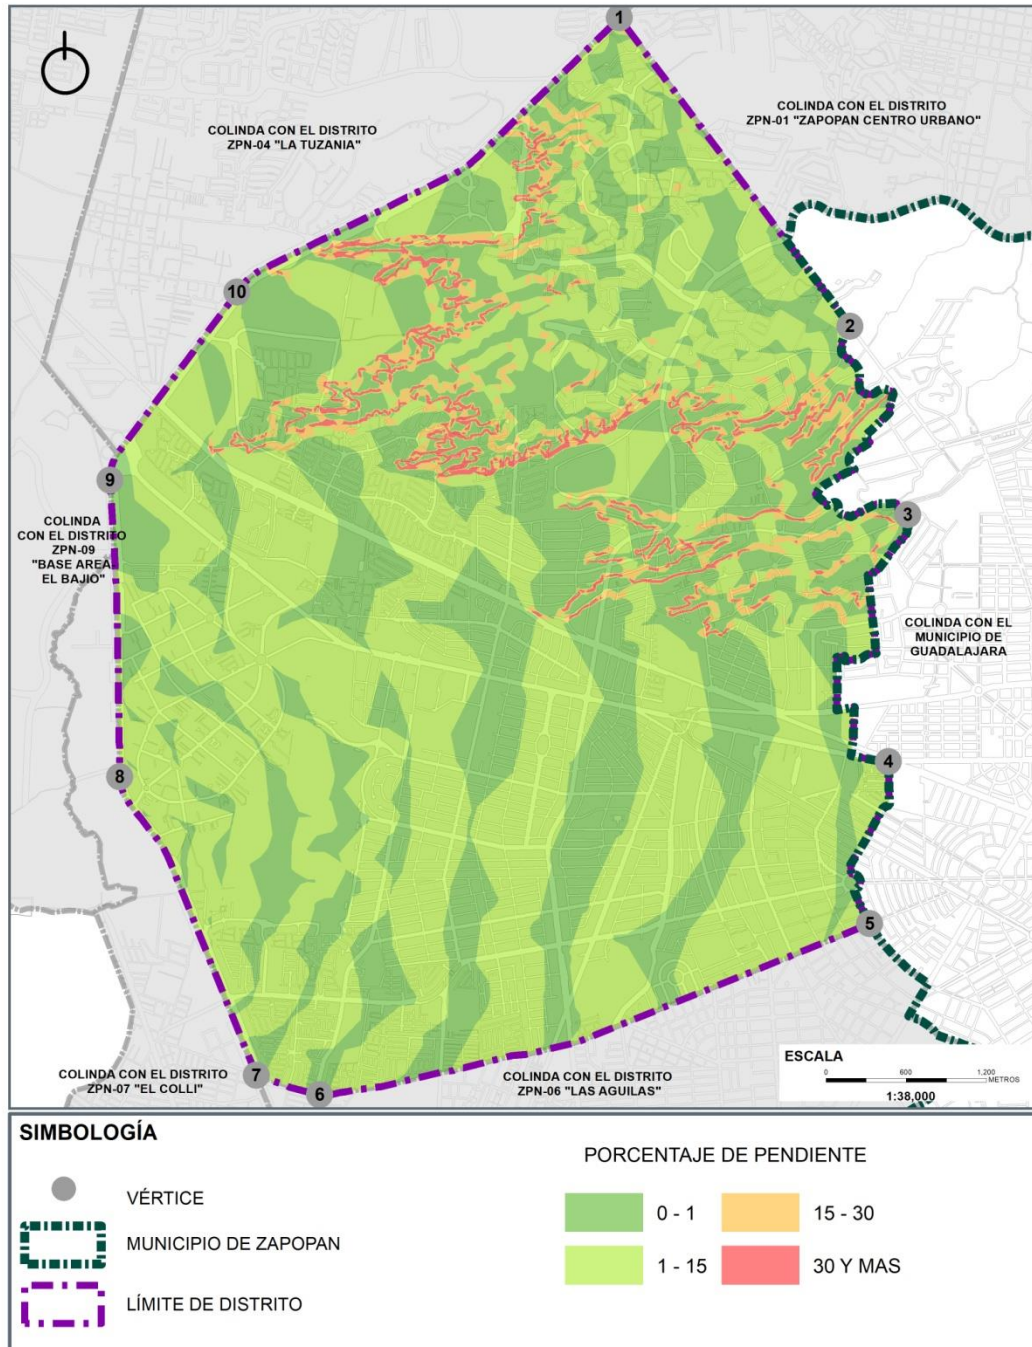 1
COLINDA CON EL DISTRITO
ZPN-01 "ZAPOPAN CENTRO URBANO"
COLINDA CON EL DISTRITO
ZPN-04 "LA TUZANIA"
10
2
9
COLINDA
CON EL DISTRITO
ZPN-09
"BASE AREA
EL BAJIO"
3
COLINDA CON EL
MUNICIPIO DE
GUADALAJARA
8
4
5
ESCALA
0 600 1,200
METROS
1:38,000
7
COLINDA CON EL DISTRITO
ZPN-07 "EL COLLI"
6
COLINDA CON EL DISTRITO
ZPN-06 "LAS AGUILAS"
SIMBOLOGÍA
VÉRTICE
MUNICIPIO DE ZAPOPAN
LÍMITE DE DISTRITO
PORCENTAJE DE PENDIENTE
0 - 1
15 - 30
1 - 15
30 Y MAS